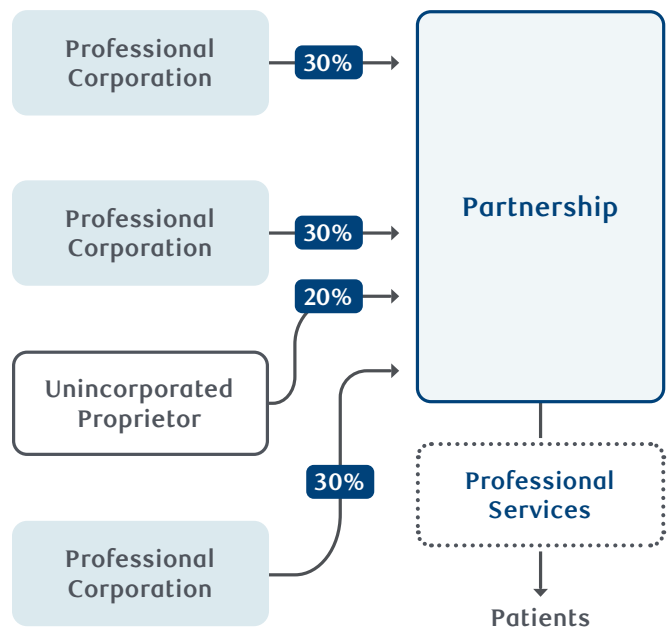 Professional
Corporation
30%
Partnership
Professional
Corporation
30%
20%
Unincorporated
Proprietor
30%
Professional
Services
Professional
Corporation
Patients